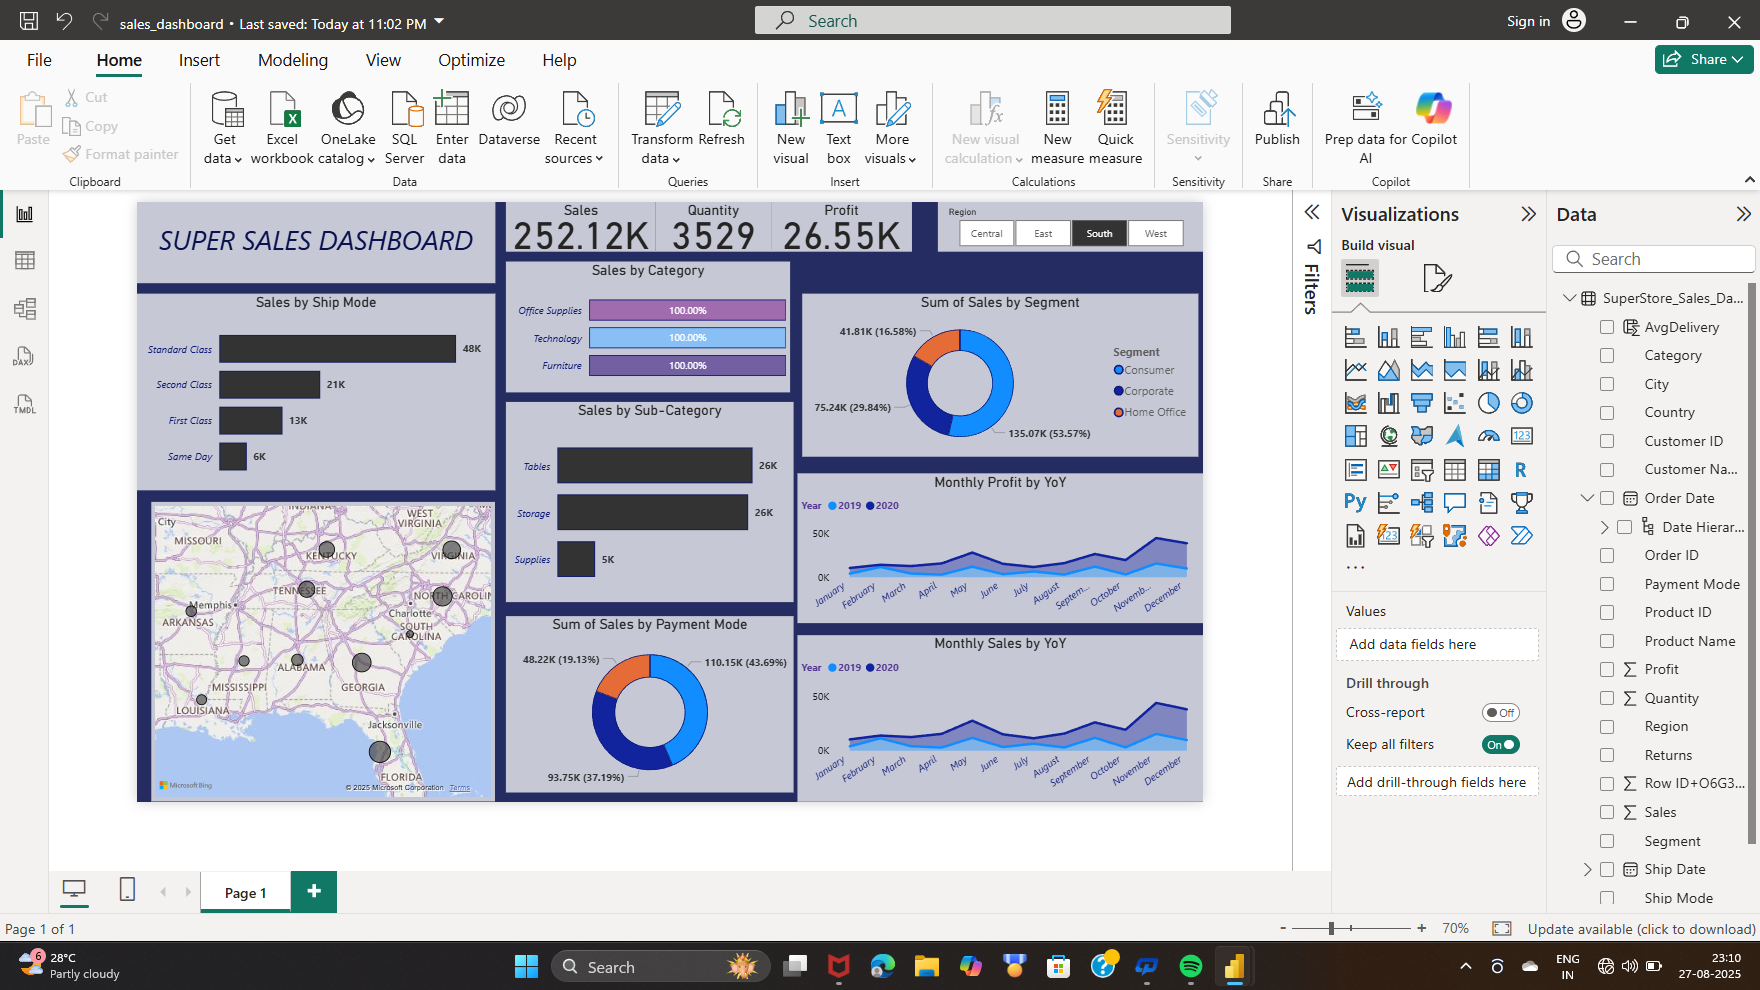 sales_dashboard • Last saved: Today at 11:02 PM
Search
Sign in
File
Home
Insert
Modeling
View
Optimize
Help
Share
Paste
Cut
Copy
Format painter
Clipboard
Get data
Excel workbook
OneLake catalog
SQL Server
Enter data
Dataverse
Recent sources
Data
Transform data
Refresh
Queries
New visual
Text box
More visuals
Insert
New visual calculation
New measure
Quick measure
Calculations
Sensitivity
Sensitivity
Publish
Share
Prep data for AI
Copilot
Copilot
DAX
TMDL
SUPER SALES DASHBOARD
Sales
252.12K
Quantity
3529
Profit
26.55K
Region
Central
East
South
West
Sales by Ship Mode
Standard Class
48K
Second Class
21K
First Class
13K
Same Day
6K
Sales by Category
Office Supplies
100.00%
Technology
100.00%
Furniture
100.00%
Sales by Sub-Category
Tables
26K
Storage
26K
Supplies
5K
Sum of Sales by Segment
41.81K (16.58%)
75.24K (29.84%)
135.07K (53.57%)
Segment
Consumer
Corporate
Home Office
City
INDIANA
WEST VIRGINIA
MISSOURI
KENTUCKY
VIRGINIA
TENNESSEE
NORTH CAROLIN
Memphis
Charlotte
ARKANSAS
SOUTH CAROLINA
ALABAMA
MISSISSIPPI
GEORGIA
LOUISIANA
Jacksonville
FLORIDA
Microsoft Bing
© 2025 Microsoft Corporation Terms
Sum of Sales by Payment Mode
48.22K (19.13%)
110.15K (43.69%)
93.75K (37.19%)
Monthly Profit by YoY
Year 2019 2020
50K
0K
January
February
March
April
May
June
July
August
Septem...
October
Novemb...
December
Monthly Sales by YoY
Year 2019 2020
50K
0K
January
February
March
April
May
June
July
August
September
October
November
December
Filters
Visualizations
Build visual
123
R
Py
123
...
Values
Add data fields here
Drill through
Cross-report
Off
Keep all filters
On
Add drill-through fields here
Data
Search
SuperStore_Sales_Da...
AvgDelivery
Category
City
Country
Customer ID
Customer Na...
Order Date
Date Hierar...
Order ID
Payment Mode
Product ID
Product Name
Profit
Quantity
Region
Returns
Row ID+O6G3...
Sales
Segment
Ship Date
Ship Mode
Page 1
Page 1 of 1
- + 70%
Update available (click to download)
6
28°C
Partly cloudy
Search
ENG
IN
23:10
27-08-2025